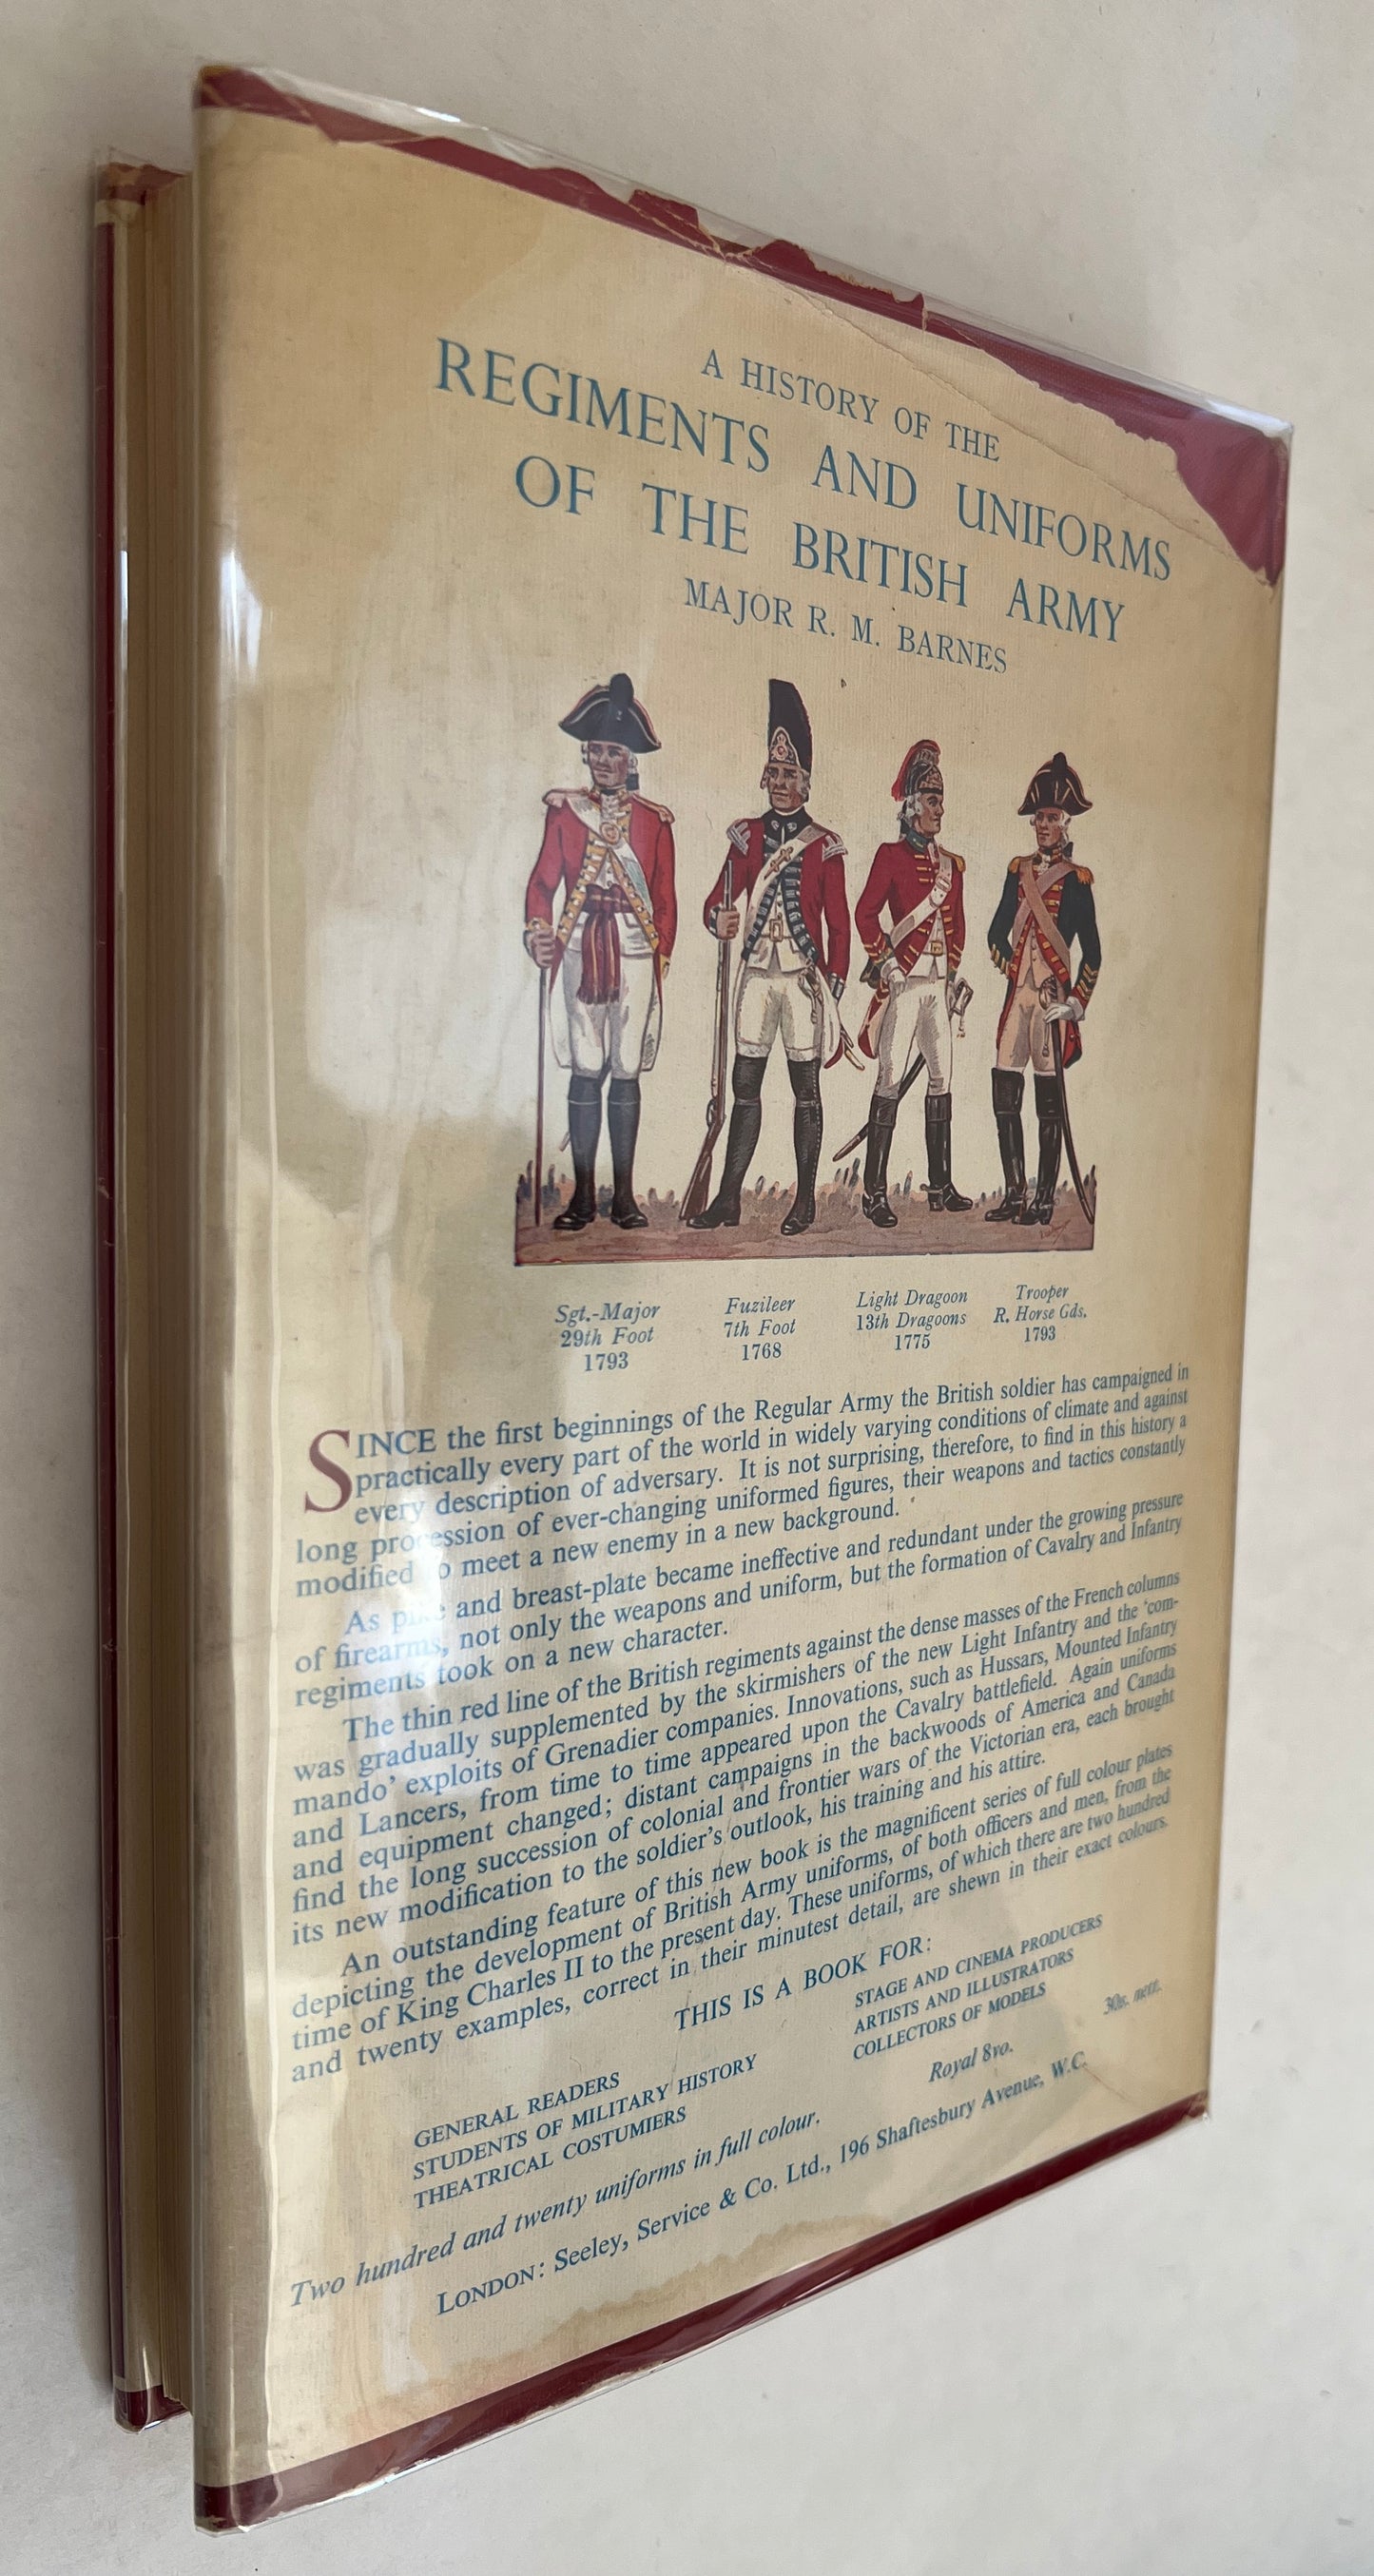 A HISTORY OF THE
REGIMENTS AND UNIFORMS
OF THE BRITISH ARMY
MAJOR R. M. BARNES
Sgt.-Major
29th Foot
1793
Fuzileer
7th Foot
1768
Light Dragoon
13th Dragoons
1775
Trooper
R. Horse Gds.
1793
SINCE the first beginnings of the Regular Army the British soldier has campaigned in
practically every part of the world in widely varying conditions of climate and against
every description of adversary. It is not surprising, therefore, to find in this history a
long procession of ever-changing uniformed figures, their weapons and tactics constantly
modified to meet a new enemy in a new background.
As and breast-plate became ineffective and redundant under the growing pressure
of firearms, not only the weapons and uniform, but the formation of Cavalry and Infantry
regiments took on a new character.
The thin red line of the British regiments against the dense masses of the French columns
was gradually supplemented by the skirmishers of the new Light Infantry and the 'com-
mando' exploits of Grenadier companies. Innovations, such as Hussars, Mounted Infantry
and Lancers, from time to time appeared upon the Cavalry battlefield. Again uniforms
and equipment changed; distant campaigns in the backwoods of America and Canada
find the long succession of colonial and frontier wars of the Victorian era, each brought
its new modification to the soldier's outlook, his training and his attire.
An outstanding feature of this new book is the magnificent series of full colour plates
depicting the development of British Army uniforms, of both officers and men, from the
time of King Charles II to the present day. These uniforms, of which there are two hundred
and twenty examples, correct in their minutest detail, are shewn in their exact colours.
THIS IS A BOOK FOR:
GENERAL READERS
STUDENTS OF MILITARY HISTORY
THEATRICAL COSTUMIERS
STAGE AND CINEMA PRODUCERS
ARTISTS AND ILLUSTRATORS
COLLECTORS OF MODELS
Two hundred and twenty uniforms in full colour.
Royal 8vo.
30s. nett.
LONDON: Seeley, Service & Co. Ltd., 196 Shaftesbury Avenue, W.C.